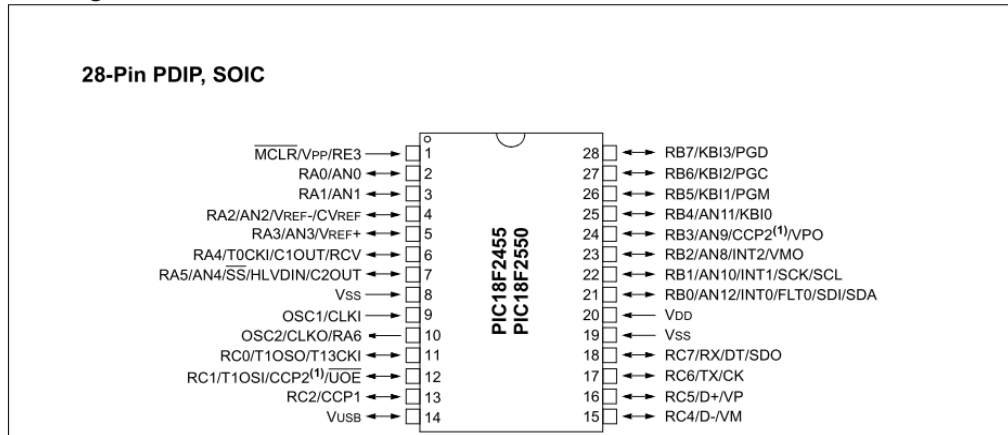 28-Pin PDIP, SOIC
MCLR/VPP/RE3 1
RA0/AN0 2
RA1/AN1 3
RA2/AN2/VREF-/CVREF 4
RA3/AN3/VREF+ 5
RA4/T0CKI/C1OUT/RCV 6
RA5/AN4/SS/HLVDIN/C2OUT 7
VSS 8
OSC1/CLKI 9
OSC2/CLKO/RA6 10
RC0/T1OSO/T13CKI 11
RC1/T1OSI/CCP2(1)/UOE 12
RC2/CCP1 13
VUSB 14
PIC18F2455
PIC18F2550
28 RB7/KBI3/PGD
27 RB6/KBI2/PGC
26 RB5/KBI1/PGM
25 RB4/AN11/KBI0
24 RB3/AN9/CCP2(1)/VPO
23 RB2/AN8/INT2/VMO
22 RB1/AN10/INT1/SCK/SCL
21 RB0/AN12/INT0/FLT0/SDI/SDA
20 VDD
19 VSS
18 RC7/RX/DT/SDO
17 RC6/TX/CK
16 RC5/D+/VP
15 RC4/D-/VM